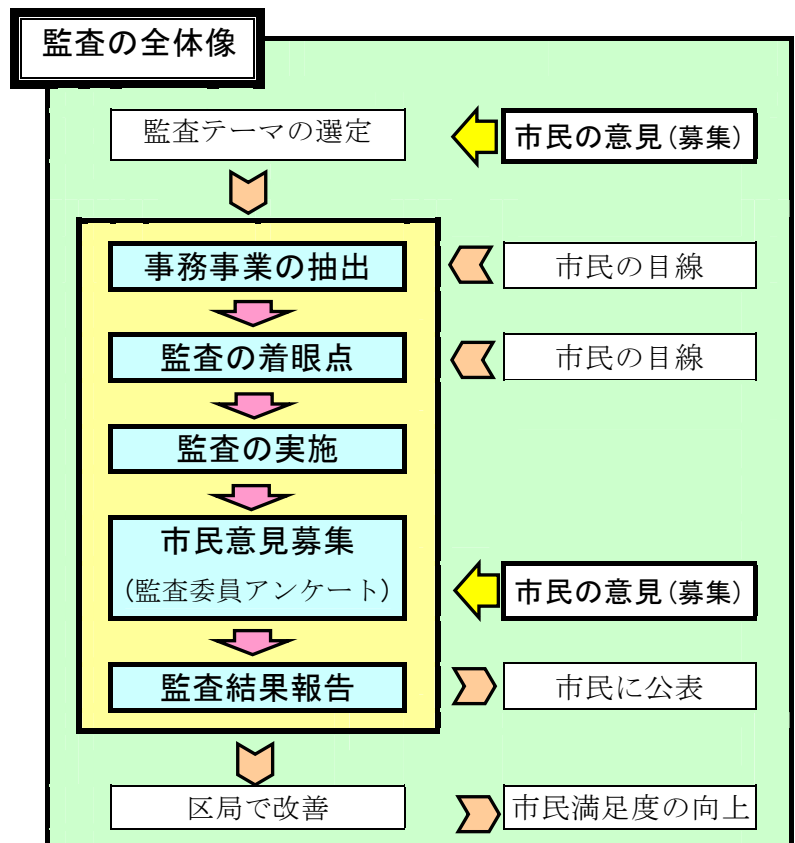 監査の全体像
監査テーマの選定
市民の意見(募集)
事務事業の抽出
市民の目線
監査の着眼点
市民の目線
監査の実施
市民意見募集
(監査委員アンケート)
市民の意見(募集)
監査結果報告
市民に公表
区局で改善
市民満足度の向上